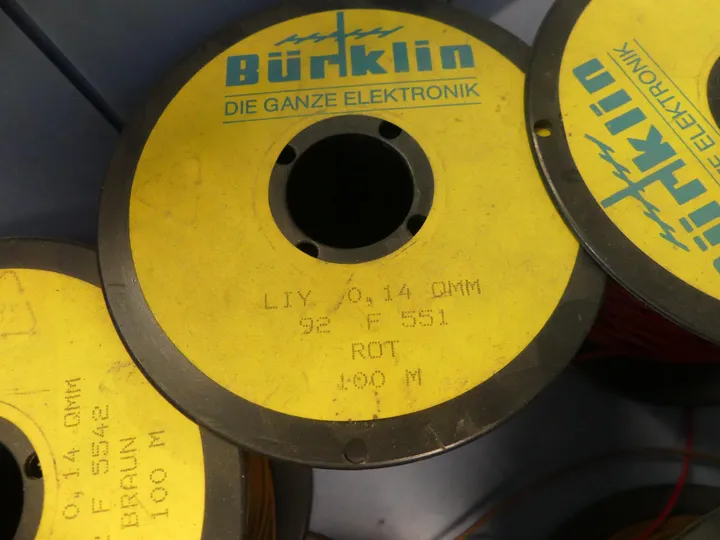 Bürklin
DIE GANZE ELEKTRONIK
LIY 0,14 QMM
92 F 551
ROT
100 M
Bürklin
E ELEKTRONIK
0,14 QMM
F 5542
BRAUN
100 M